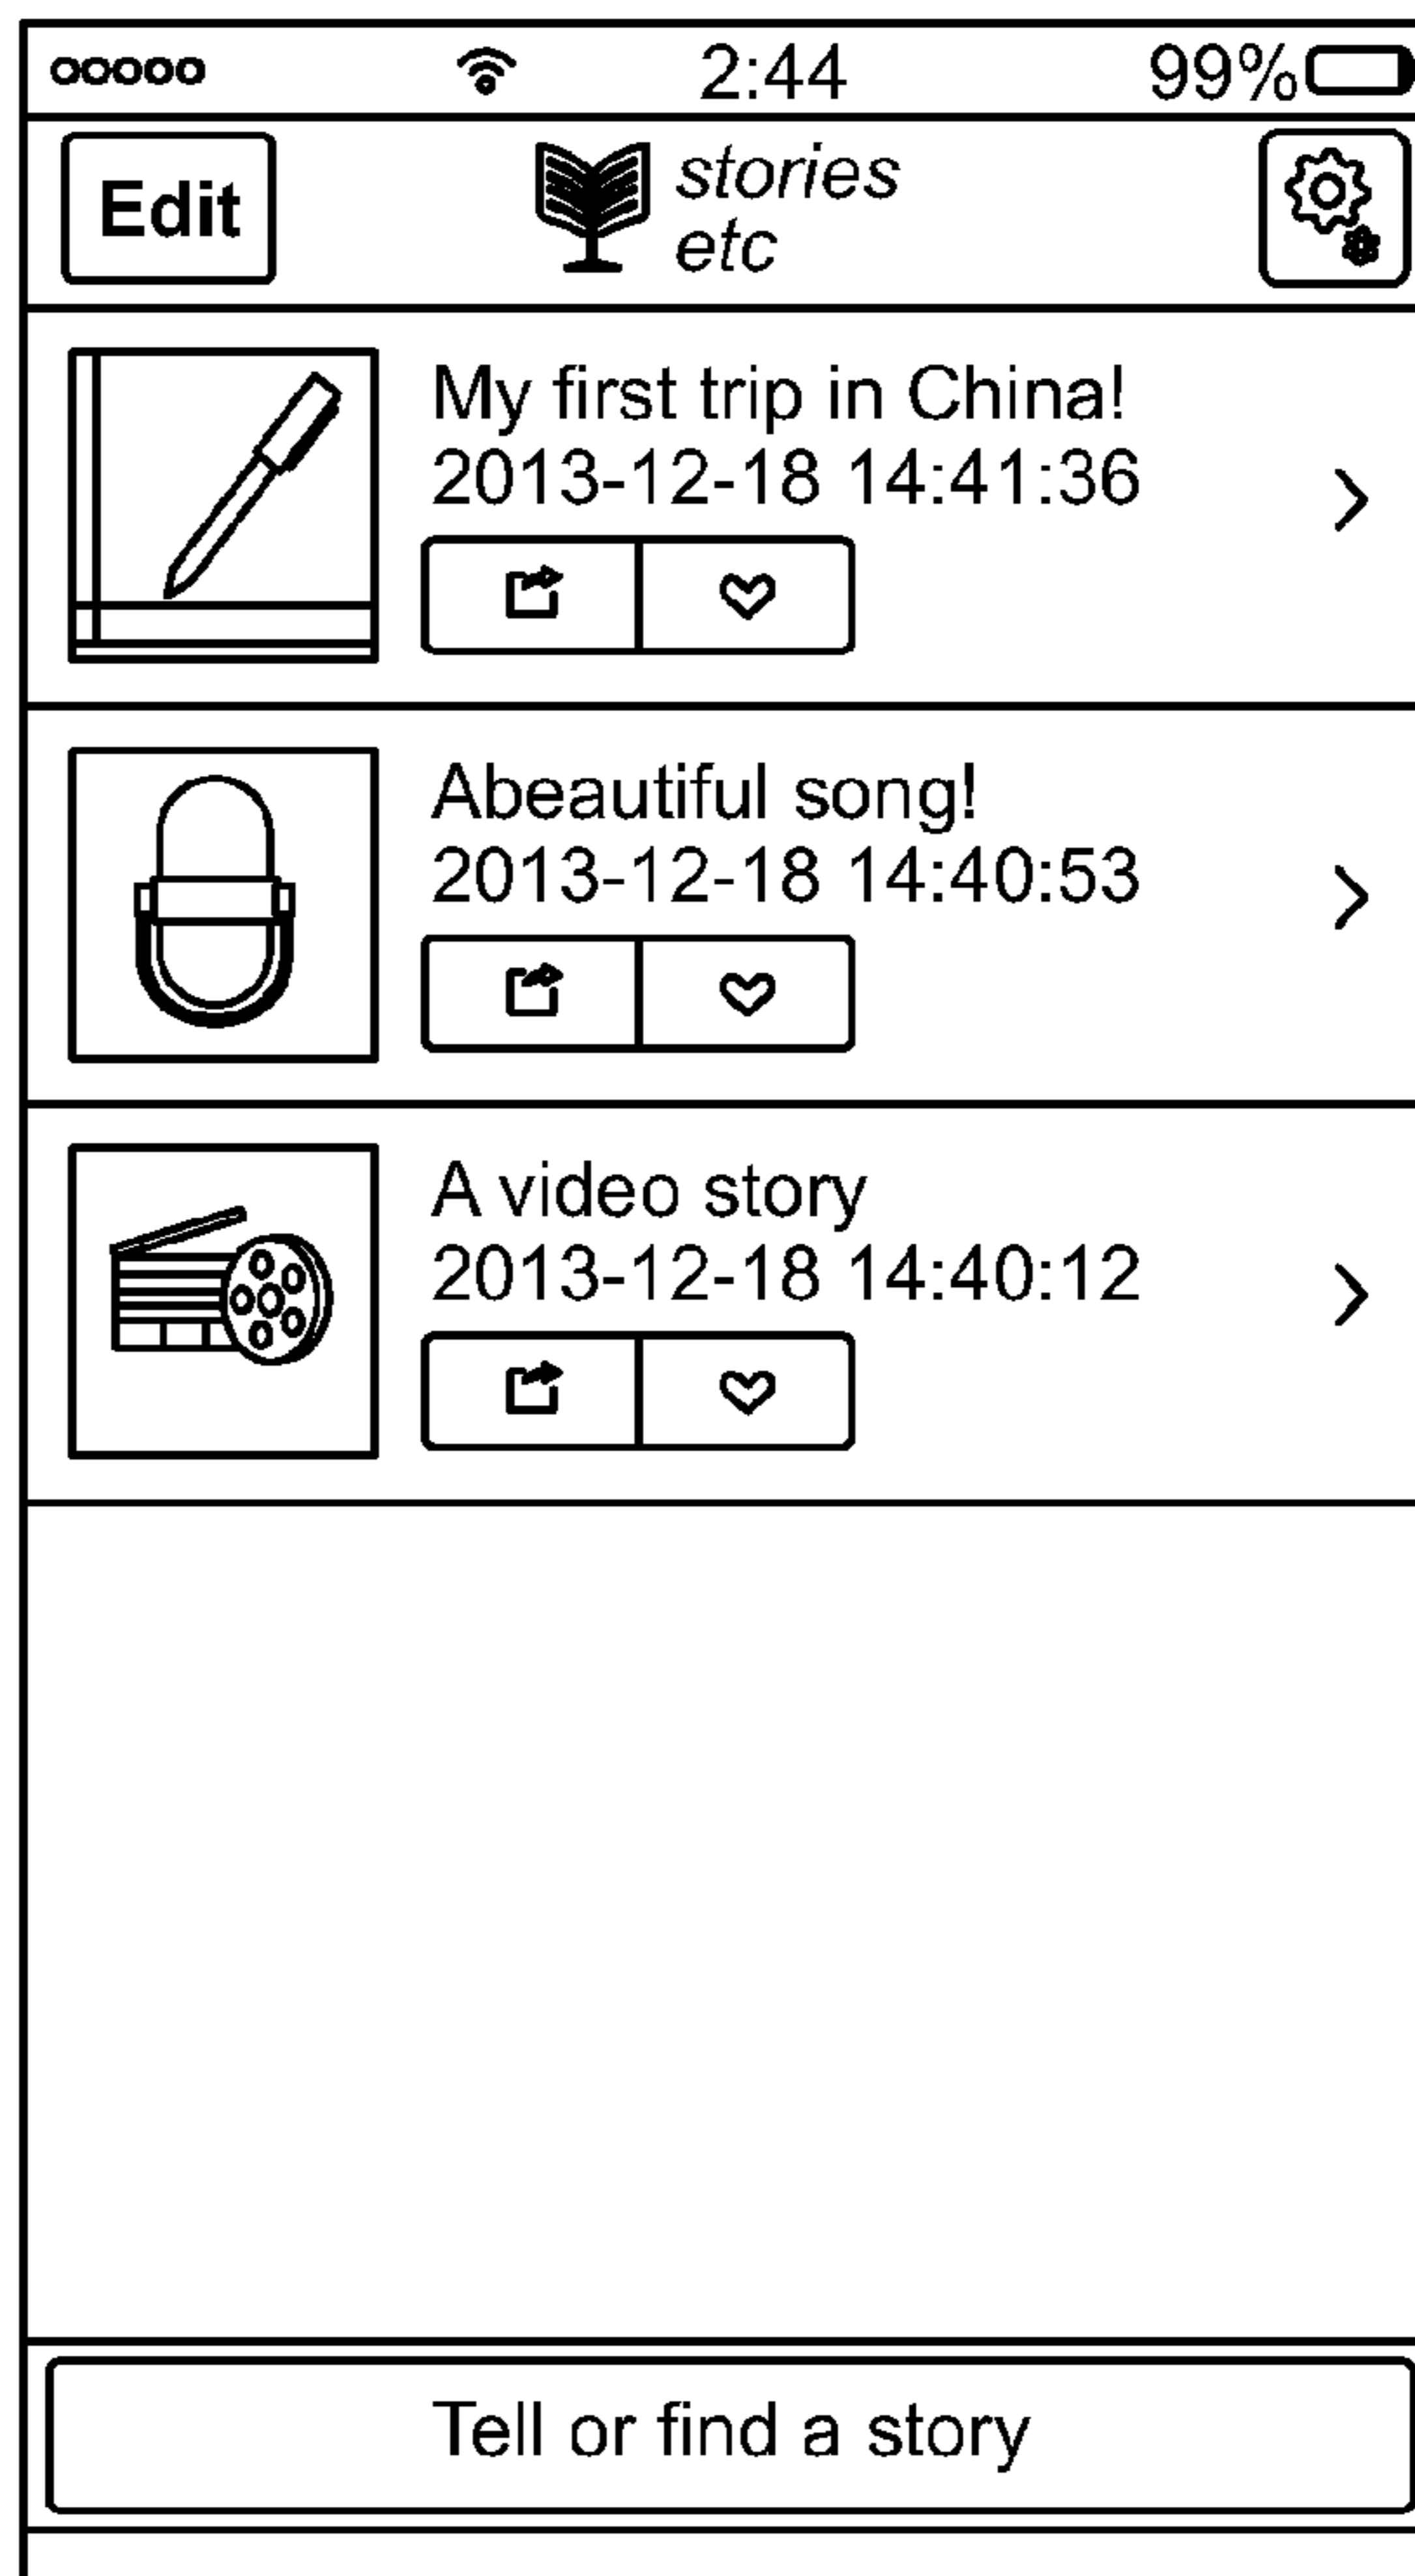 2:44 99%
Edit
stories
etc
My first trip in China!
2013-12-18 14:41:36
Abeautiful song!
2013-12-18 14:40:53
A video story
2013-12-18 14:40:12
Tell or find a story